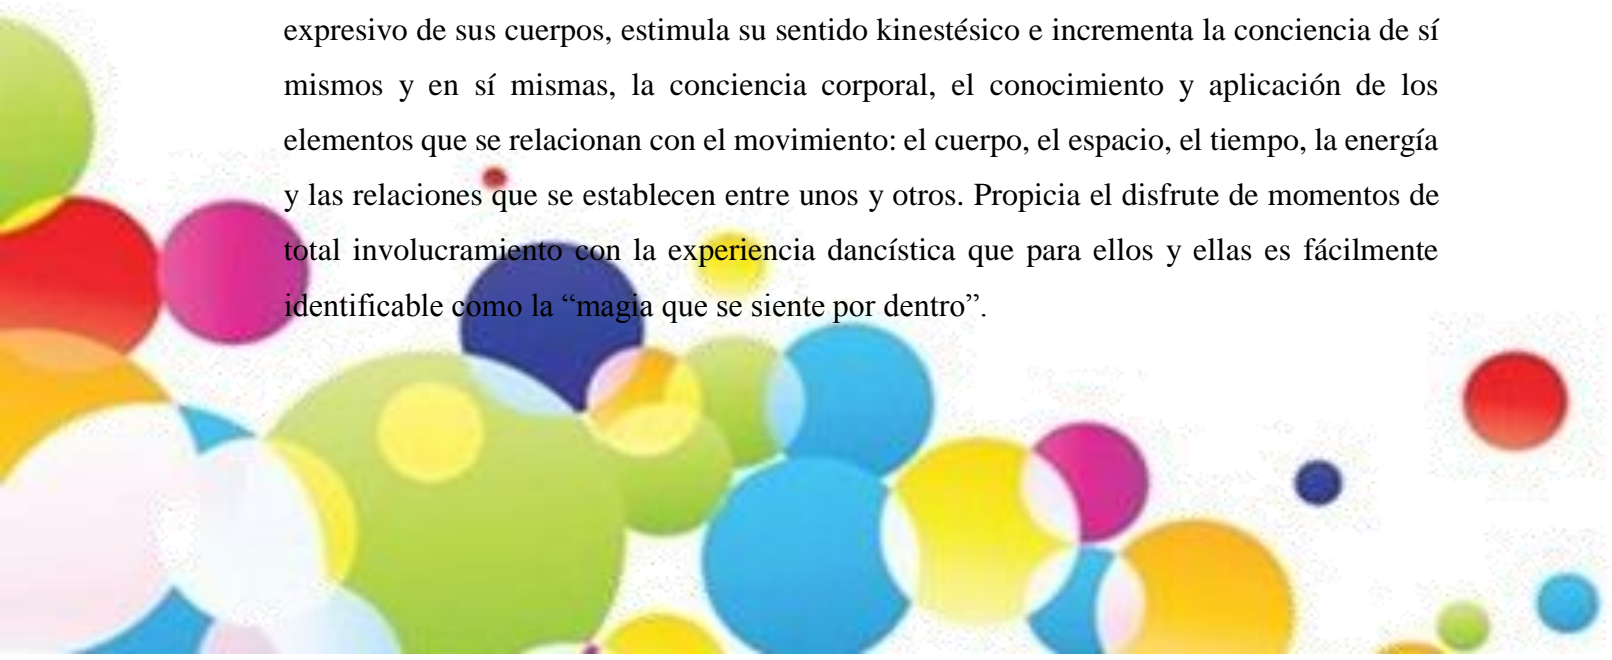 expresivo de sus cuerpos, estimula su sentido kinestésico e incrementa la conciencia de sí
mismos y en sí mismas, la conciencia corporal, el conocimiento y aplicación de los
elementos que se relacionan con el movimiento: el cuerpo, el espacio, el tiempo, la energía
y las relaciones que se establecen entre unos y otros. Propicia el disfrute de momentos de
total involucramiento con la experiencia dancística que para ellos y ellas es fácilmente
identificable como la “magia que se siente por dentro”.